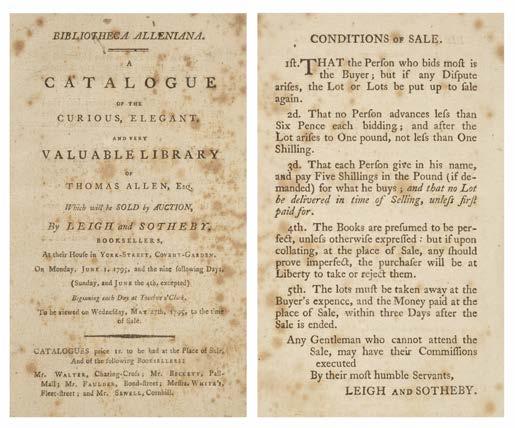 BIBLIOTHECA ALLENIANA.
A
CATALOGUE
OF THE
CURIOUS, ELEGANT,
AND VERY
VALUABLE LIBRARY
OF
THOMAS ALLEN, Esq.
Which will be SOLD by AUCTION,
By LEIGH AND SOTHEBY,
BOOKSELLERS,
At their House in YORK-STREET, COVENT-GARDEN.
On Monday, JUNE 1, 1795, and the nine following Days,
(Sunday, and JUNE the 4th, excepted)
Beginning each Day at Twelve o'Clock.
To be viewed on Wednesday, MAY 27th, 1795, to the time
of Sale.
CATALOGUES price 1s. to be had at the Place of Sale,
And of the following BOOKSELLERS:
Mr. WALTER, Charing-Cross; Mr. BECKETT, Pall-
Mall; Mr. FAULDER, Bond-street; Messrs. WHITE'S,
Fleet-street; and Mr. SEWELL, Cornhill.
CONDITIONS OF SALE.
1st. THAT the Person who bids moſt is
the Buyer; but if any Diſpute
ariſes, the Lot or Lots be put up to ſale
again.
2d. That no Perſon advances leſs than
Six Pence each bidding; and after the
Lot ariſes to One pound, not leſs than One
Shilling.
3d. That each Perſon give in his name,
and pay Five Shillings in the Pound (if de-
manded) for what he buys; and that no Lot
be delivered in time of Selling, unleſs firſt
paid for.
4th. The Books are preſumed to be per-
fect, unleſs otherwiſe expreſſed: but if upon
collating, at the place of Sale, any ſhould
prove imperfect, the purchaſer will be at
Liberty to take or reject them.
5th. The lots muſt be taken away at the
Buyer's expence, and the Money paid at the
place of Sale, within three Days after the
Sale is ended.
Any Gentleman who cannot attend the
Sale, may have their Commiſſions
executed
By their moſt humble Servants,
LEIGH AND SOTHEBY.